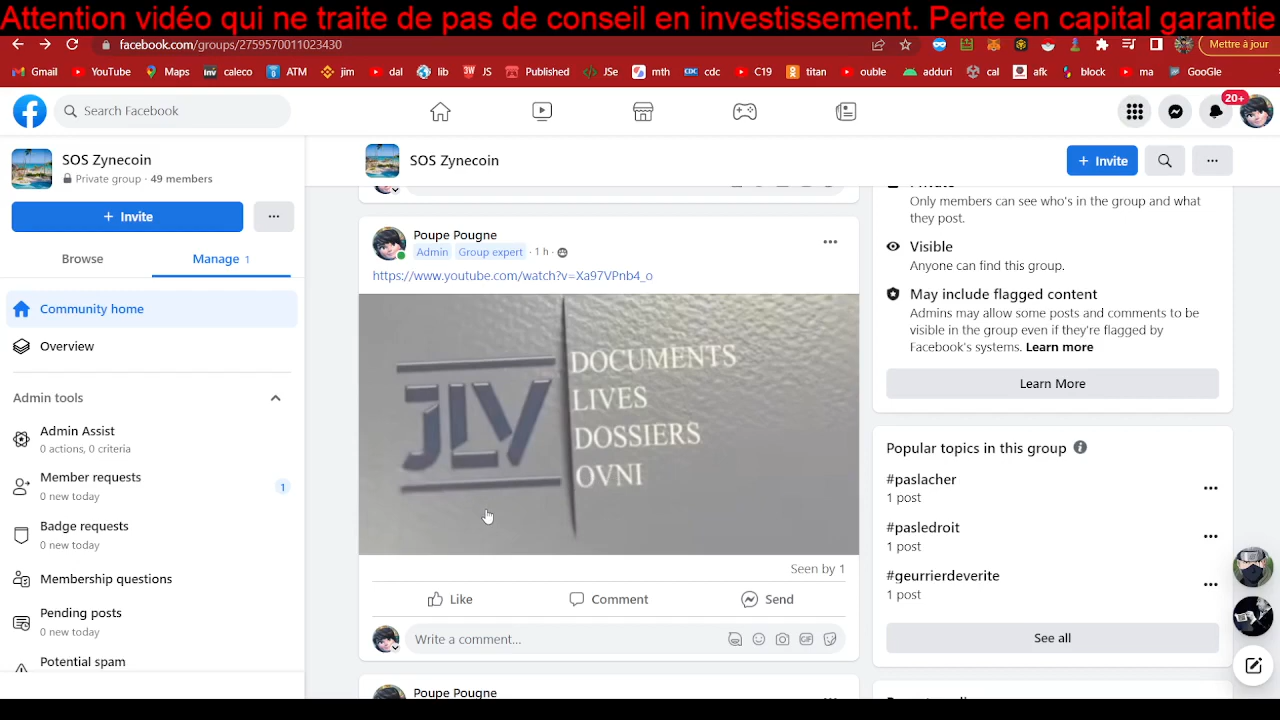 Attention vidéo qui ne traite de pas de conseil en investissement. Perte en capital garantie
facebook.com/groups/2759570011023430
Mettre à jour
Gmail YouTube Maps caleco ATM jim dal lib JS Published JSe mth cdc C19 titan ouble adduri cal afk block ma GooGle
Search Facebook
20+
SOS Zynecoin
Private group · 49 members
+ Invite
Browse
Manage 1
Community home
Overview
Admin tools
Admin Assist
0 actions, 0 criteria
Member requests
0 new today
1
Badge requests
0 new today
Membership questions
Pending posts
0 new today
Potential spam
SOS Zynecoin
+ Invite
Poupe Pougne
Admin Group expert · 1 h ·
https://www.youtube.com/watch?v=Xa97VPnb4_o
JLV
DOCUMENTS
LIVES
DOSSIERS
OVNI
Seen by 1
Like Comment Send
Write a comment...
Poupe Pougne
Private
Only members can see who's in the group and what
they post.
Visible
Anyone can find this group.
May include flagged content
Admins may allow some posts and comments to be
visible in the group even if they're flagged by
Facebook's systems. Learn more
Learn More
Popular topics in this group
#paslacher
1 post
#pasledroit
1 post
#geurrierdeverite
1 post
See all